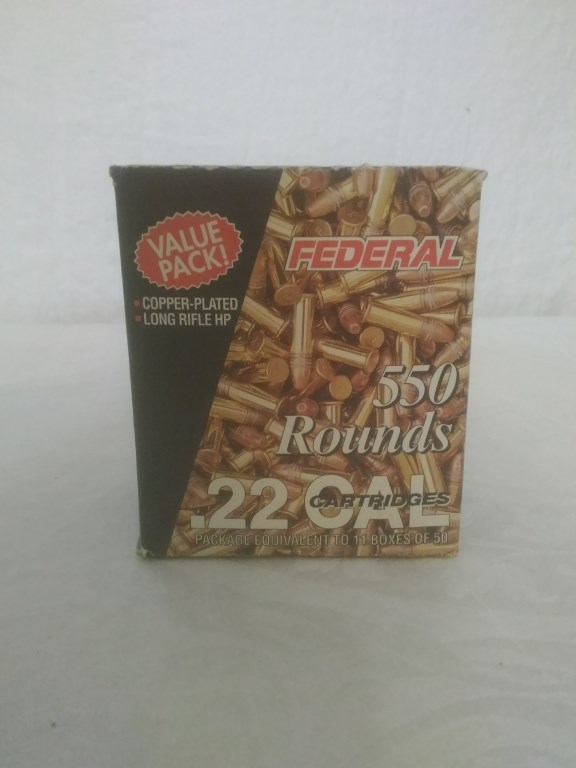 VALUE
PACK!
COPPER-PLATED
LONG RIFLE HP
FEDERAL
550
Rounds
.22 CAL
CARTRIDGES
PACKAGE EQUIVALENT TO 11 BOXES OF 50